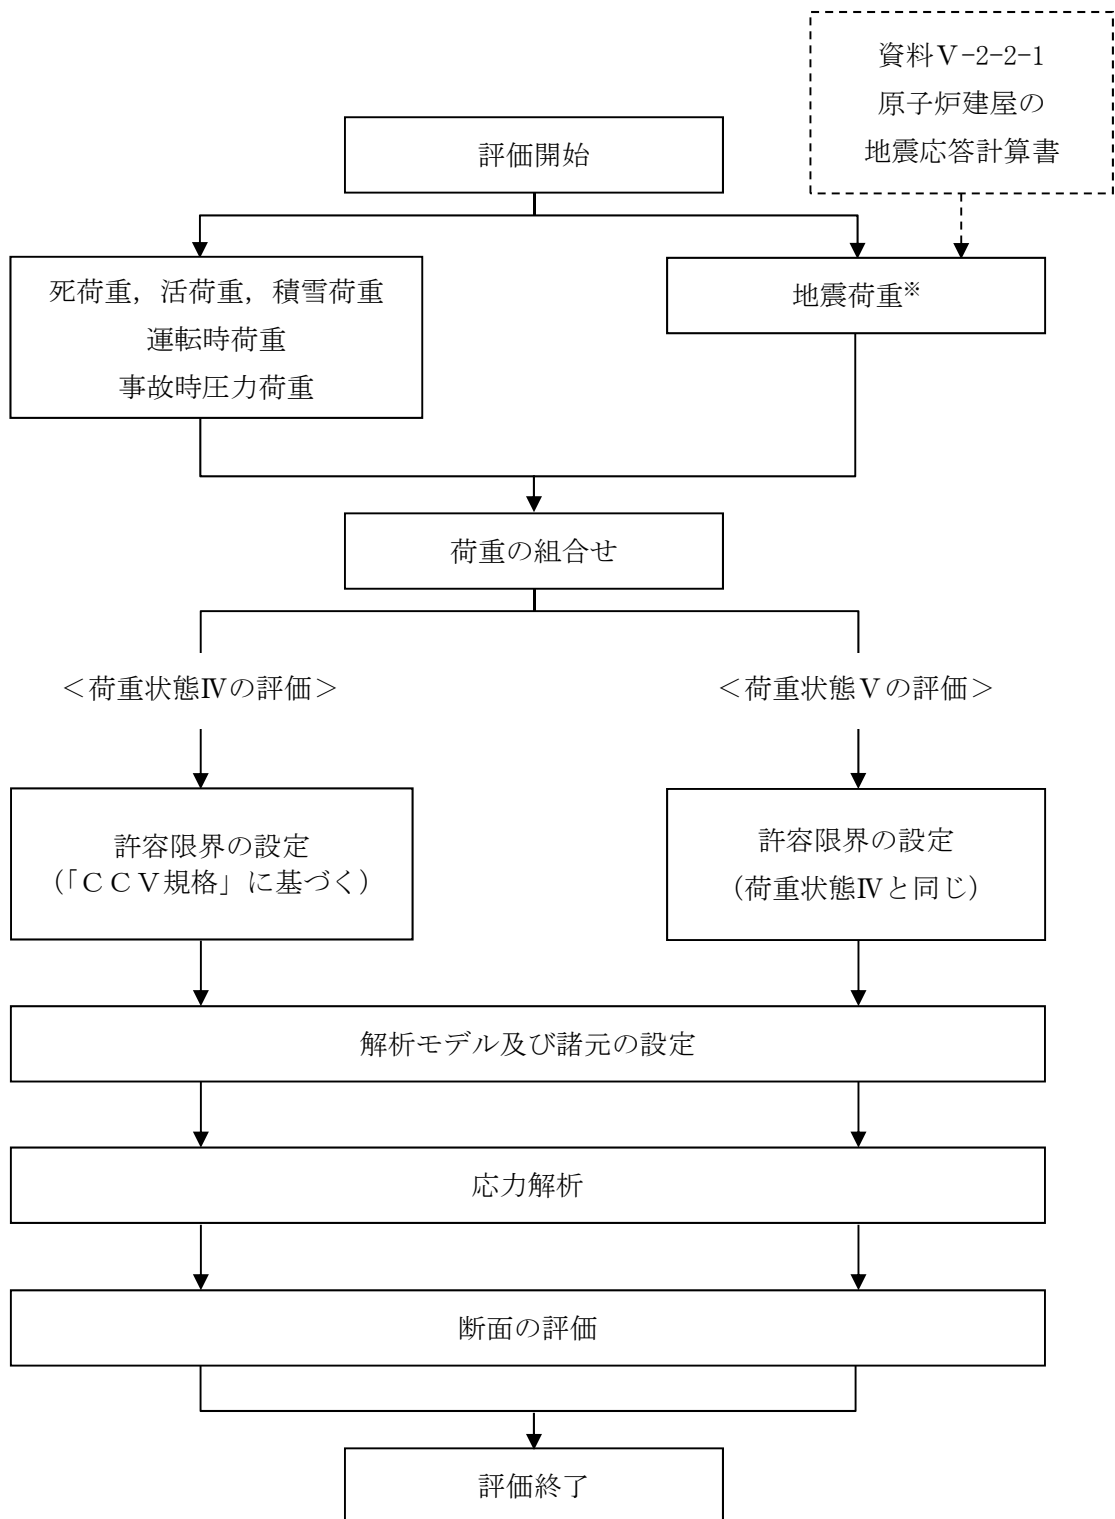 資料Ⅴ-2-2-1
原子炉建屋の
地震応答計算書
評価開始
死荷重，活荷重，積雪荷重
運転時荷重
事故時圧力荷重
地震荷重※
荷重の組合せ
＜荷重状態Ⅳの評価＞
＜荷重状態Ⅴの評価＞
許容限界の設定
（「ＣＣＶ規格」に基づく）
許容限界の設定
（荷重状態Ⅳと同じ）
解析モデル及び諸元の設定
応力解析
断面の評価
評価終了